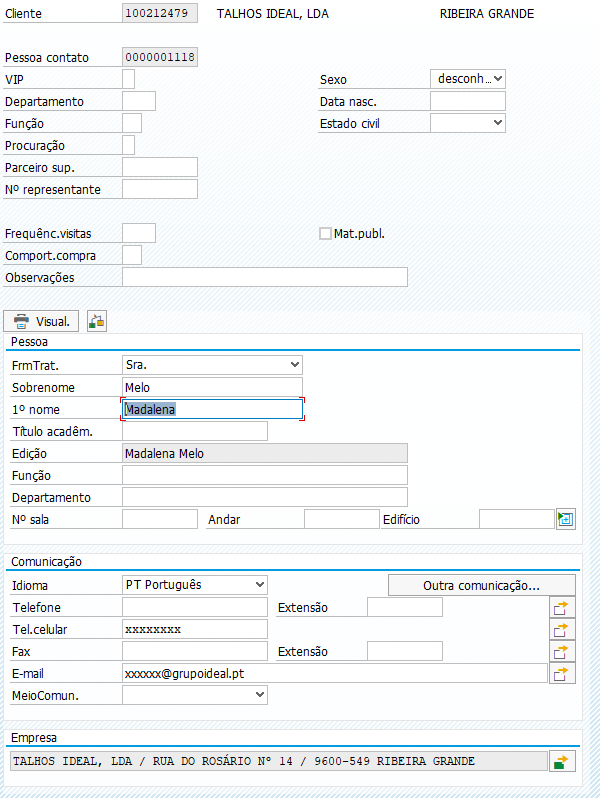 Cliente 100212479 TALHOS IDEAL, LDA RIBEIRA GRANDE
Pessoa contato 0000001118
VIP Sexo desconh...
Departamento Data nasc.
Função Estado civil
Procuração
Parceiro sup.
Nº representante
Frequênc.visitas Mat.publ.
Comport.compra
Observações
Visual.
Pessoa
FrmTrat. Sra.
Sobrenome Melo
1º nome Madalena
Título acadêm.
Edição Madalena Melo
Função
Departamento
Nº sala Andar Edifício
Comunicação
Idioma PT Português Outra comunicação...
Telefone Extensão
Tel.celular xxxxxxxx
Fax Extensão
E-mail xxxxxx@grupoideal.pt
MeioComun.
Empresa
TALHOS IDEAL, LDA / RUA DO ROSÁRIO Nº 14 / 9600-549 RIBEIRA GRANDE